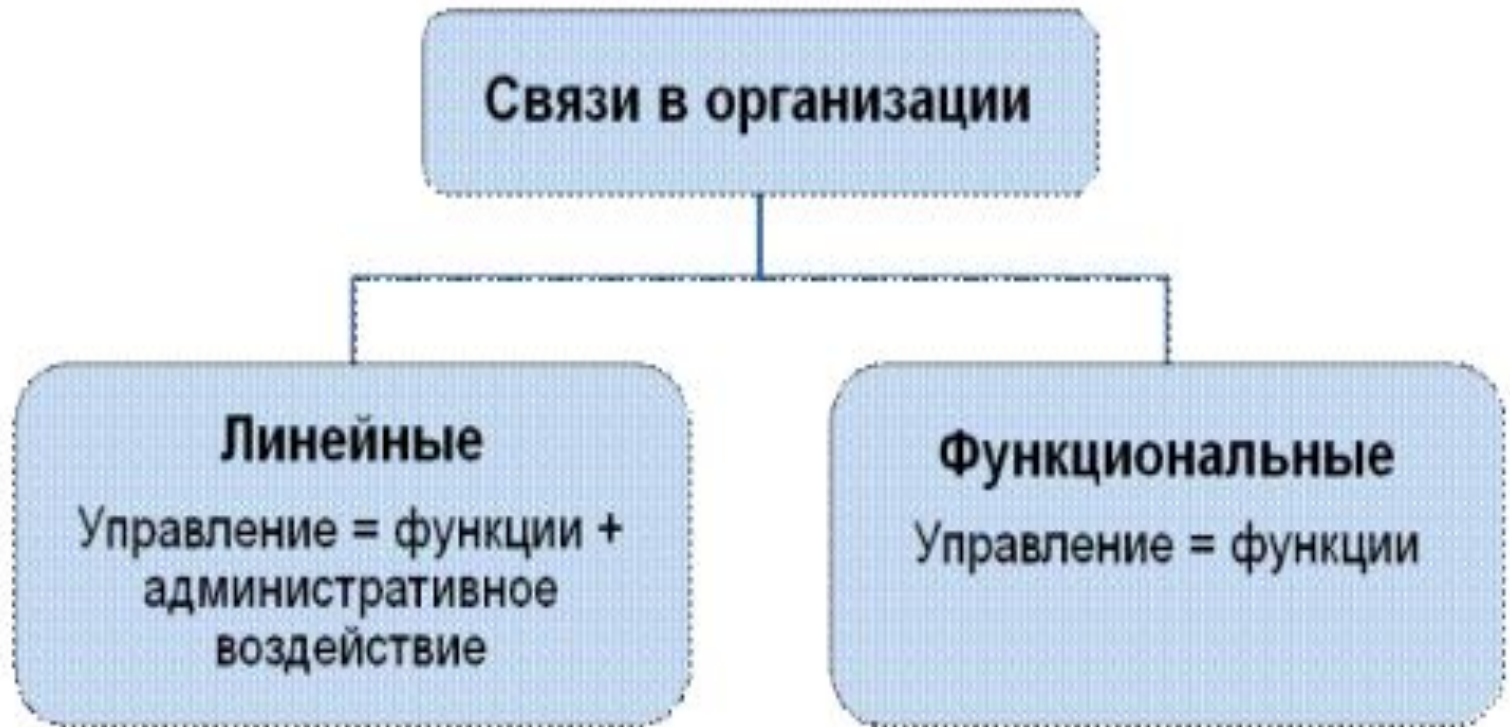 Связи в организации
Линейные
Управление = функции +
административное
воздействие
Функциональные
Управление = функции